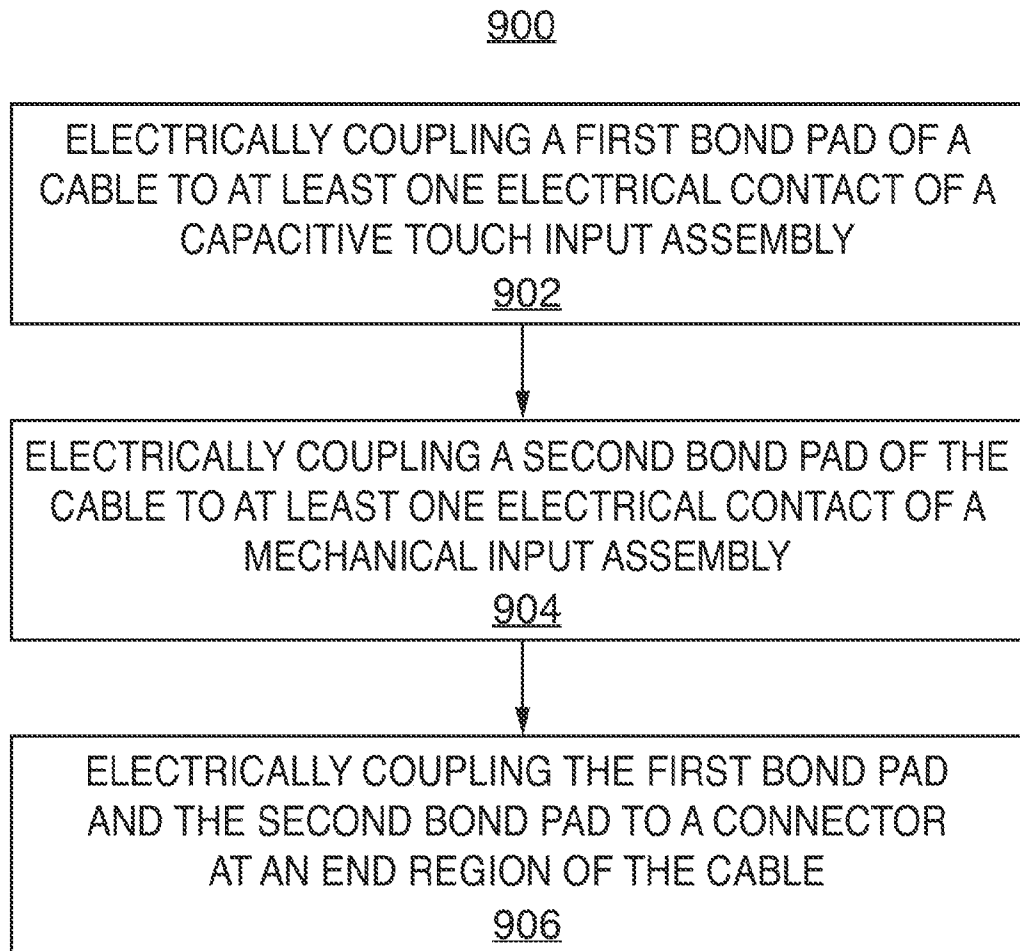 900
ELECTRICALLY COUPLING A FIRST BOND PAD OF A
CABLE TO AT LEAST ONE ELECTRICAL CONTACT OF A
CAPACITIVE TOUCH INPUT ASSEMBLY
902
ELECTRICALLY COUPLING A SECOND BOND PAD OF THE
CABLE TO AT LEAST ONE ELECTRICAL CONTACT OF A
MECHANICAL INPUT ASSEMBLY
904
ELECTRICALLY COUPLING THE FIRST BOND PAD
AND THE SECOND BOND PAD TO A CONNECTOR
AT AN END REGION OF THE CABLE
906